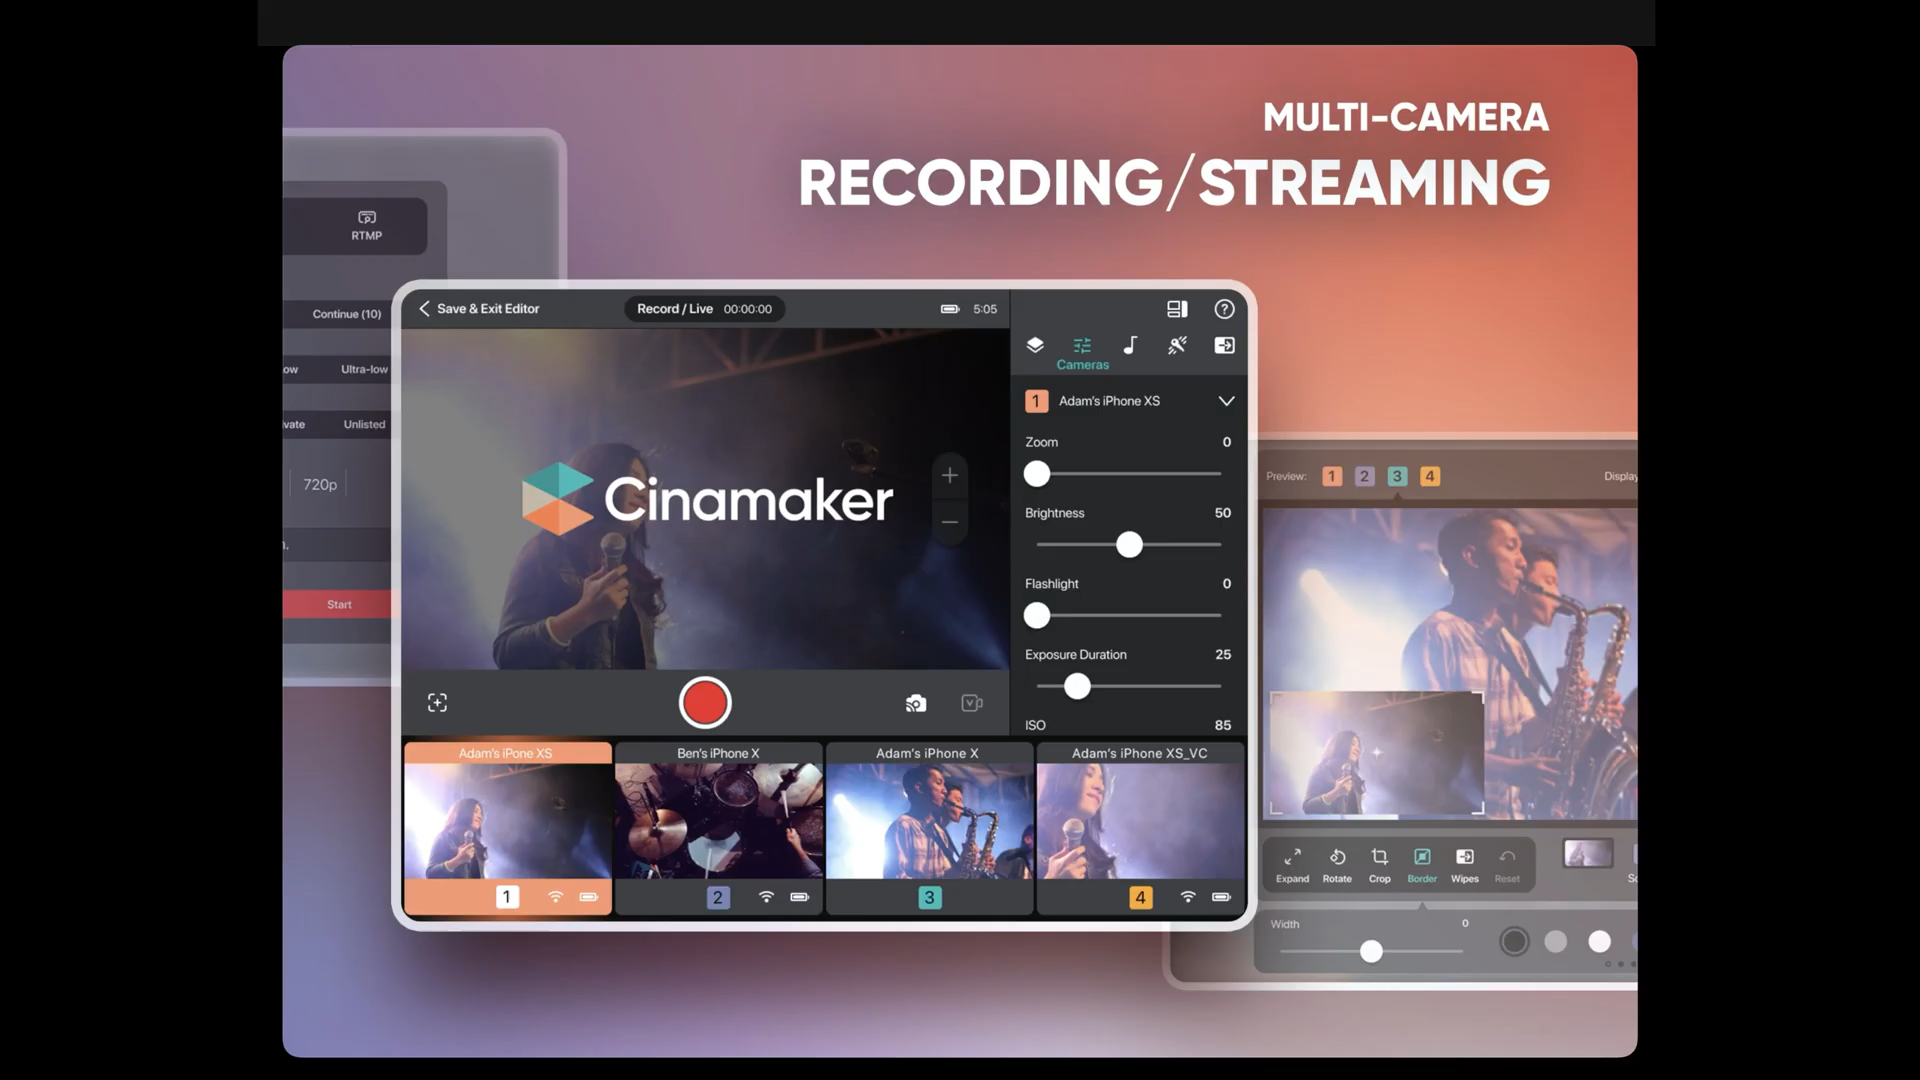 MULTI-CAMERA
RECORDING/STREAMING
RTMP
Continue (10)
Ultra-low
Unlisted
720p
Start
Save & Exit Editor
Record / Live 00:00:00
5:05
Cinamaker
Cameras
1 Adam's iPhone XS
Zoom 0
Brightness 50
Flashlight 0
Exposure Duration 25
ISO 85
Adam's iPone XS
Ben's iPhone X
Adam's iPhone X
Adam's iPhone XS_VC
1
2
3
4
Preview: 1 2 3 4
Display
Expand Rotate Crop Border Wipes Reset
Width 0